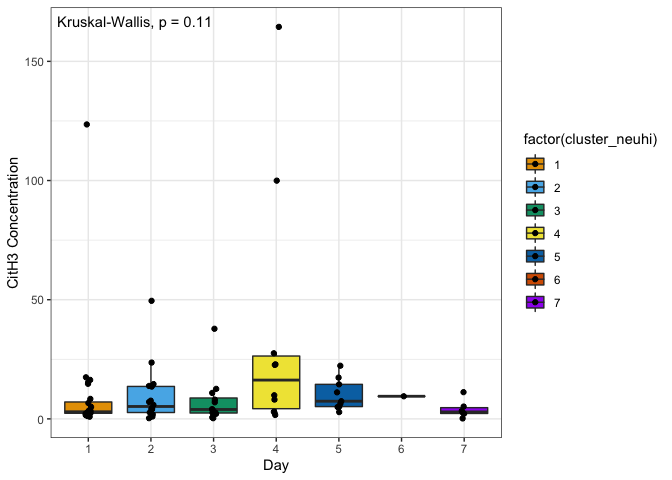 Kruskal-Wallis, p = 0.11
150
100
50
0
CitH3 Concentration
1 2 3 4 5 6 7
Day
factor(cluster_neuhi)
1
2
3
4
5
6
7